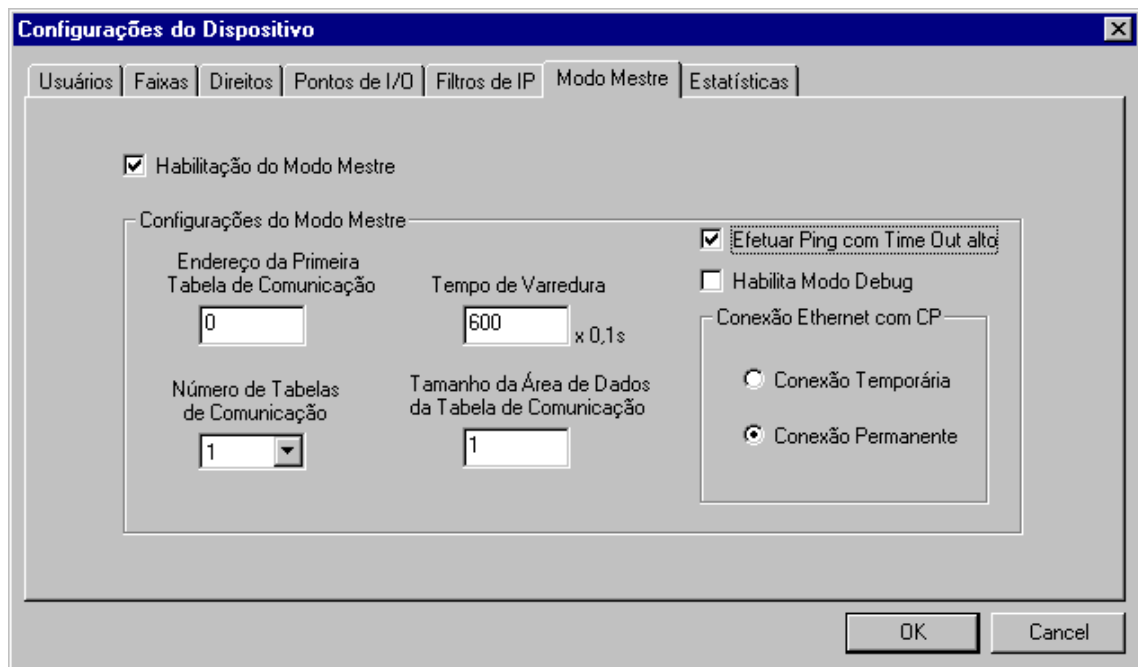 Configurações do Dispositivo
Usuários Faixas Direitos Pontos de I/O Filtros de IP Modo Mestre Estatísticas
Habilitação do Modo Mestre
Configurações do Modo Mestre
Endereço da Primeira
Tabela de Comunicação
0
Tempo de Varredura
600 x 0,1s
Número de Tabelas
de Comunicação
1
Tamanho da Área de Dados
da Tabela de Comunicação
1
Efetuar Ping com Time Out alto
Habilita Modo Debug
Conexão Ethernet com CP
Conexão Temporária
Conexão Permanente
OK Cancel